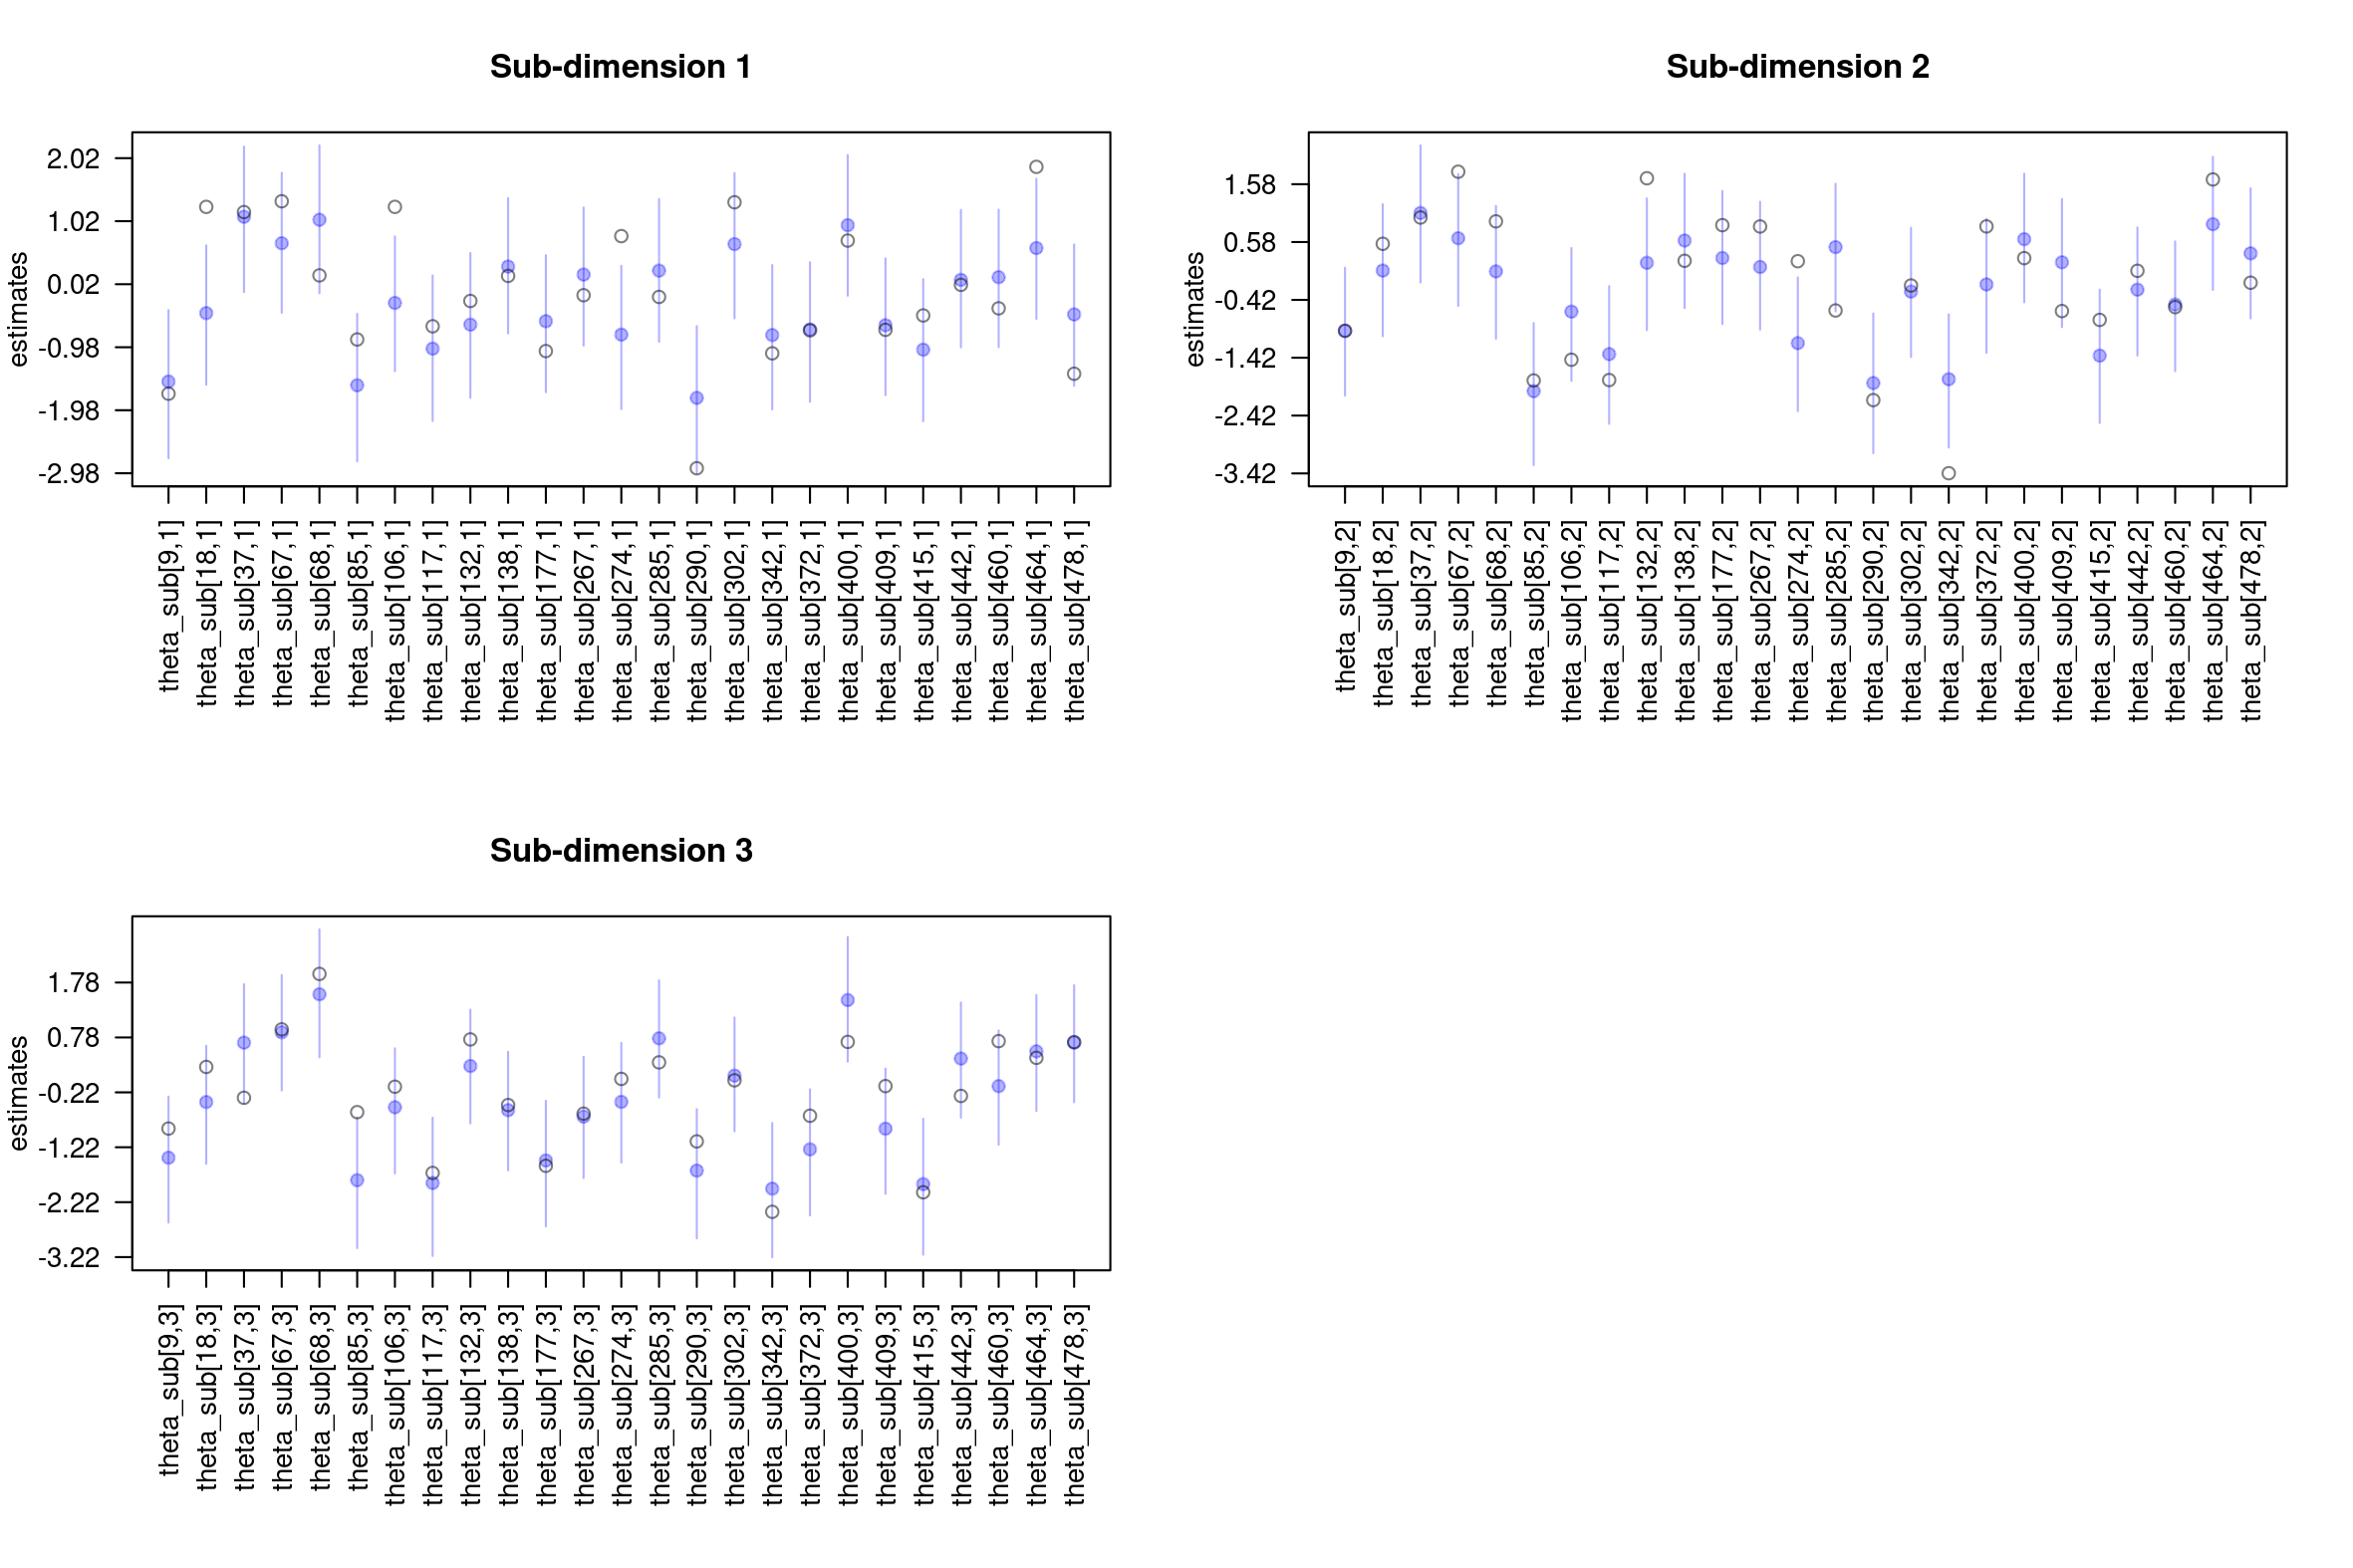 Sub-dimension 1
estimates
2.02
1.02
0.02
-0.98
-1.98
-2.98
theta_sub[9,1]
theta_sub[18,1]
theta_sub[37,1]
theta_sub[67,1]
theta_sub[68,1]
theta_sub[85,1]
theta_sub[106,1]
theta_sub[117,1]
theta_sub[132,1]
theta_sub[138,1]
theta_sub[177,1]
theta_sub[267,1]
theta_sub[274,1]
theta_sub[285,1]
theta_sub[290,1]
theta_sub[302,1]
theta_sub[342,1]
theta_sub[372,1]
theta_sub[400,1]
theta_sub[409,1]
theta_sub[415,1]
theta_sub[442,1]
theta_sub[460,1]
theta_sub[464,1]
theta_sub[478,1]
Sub-dimension 2
estimates
1.58
0.58
-0.42
-1.42
-2.42
-3.42
theta_sub[9,2]
theta_sub[18,2]
theta_sub[37,2]
theta_sub[67,2]
theta_sub[68,2]
theta_sub[85,2]
theta_sub[106,2]
theta_sub[117,2]
theta_sub[132,2]
theta_sub[138,2]
theta_sub[177,2]
theta_sub[267,2]
theta_sub[274,2]
theta_sub[285,2]
theta_sub[290,2]
theta_sub[302,2]
theta_sub[342,2]
theta_sub[372,2]
theta_sub[400,2]
theta_sub[409,2]
theta_sub[415,2]
theta_sub[442,2]
theta_sub[460,2]
theta_sub[464,2]
theta_sub[478,2]
Sub-dimension 3
estimates
1.78
0.78
-0.22
-1.22
-2.22
-3.22
theta_sub[9,3]
theta_sub[18,3]
theta_sub[37,3]
theta_sub[67,3]
theta_sub[68,3]
theta_sub[85,3]
theta_sub[106,3]
theta_sub[117,3]
theta_sub[132,3]
theta_sub[138,3]
theta_sub[177,3]
theta_sub[267,3]
theta_sub[274,3]
theta_sub[285,3]
theta_sub[290,3]
theta_sub[302,3]
theta_sub[342,3]
theta_sub[372,3]
theta_sub[400,3]
theta_sub[409,3]
theta_sub[415,3]
theta_sub[442,3]
theta_sub[460,3]
theta_sub[464,3]
theta_sub[478,3]